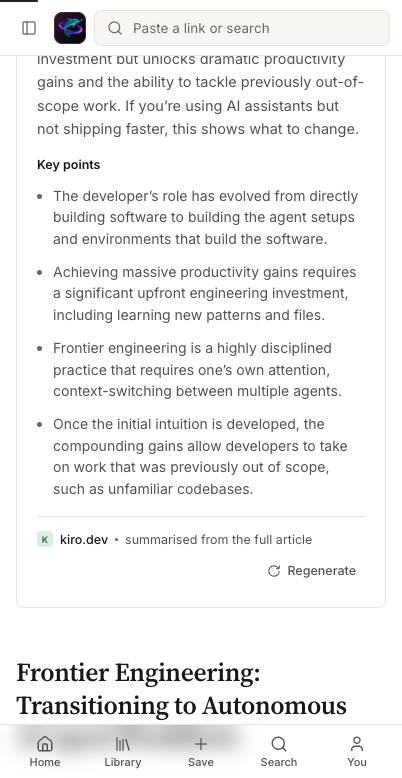 Paste a link or search
investment but unlocks dramatic productivity
gains and the ability to tackle previously out-of-
scope work. If you’re using AI assistants but
not shipping faster, this shows what to change.
Key points
• The developer’s role has evolved from directly
building software to building the agent setups
and environments that build the software.
• Achieving massive productivity gains requires
a significant upfront engineering investment,
including learning new patterns and files.
• Frontier engineering is a highly disciplined
practice that requires one’s own attention,
context-switching between multiple agents.
• Once the initial intuition is developed, the
compounding gains allow developers to take
on work that was previously out of scope,
such as unfamiliar codebases.
K kiro.dev • summarised from the full article
Regenerate
Frontier Engineering:
Transitioning to Autonomous
Home Library Save Search You